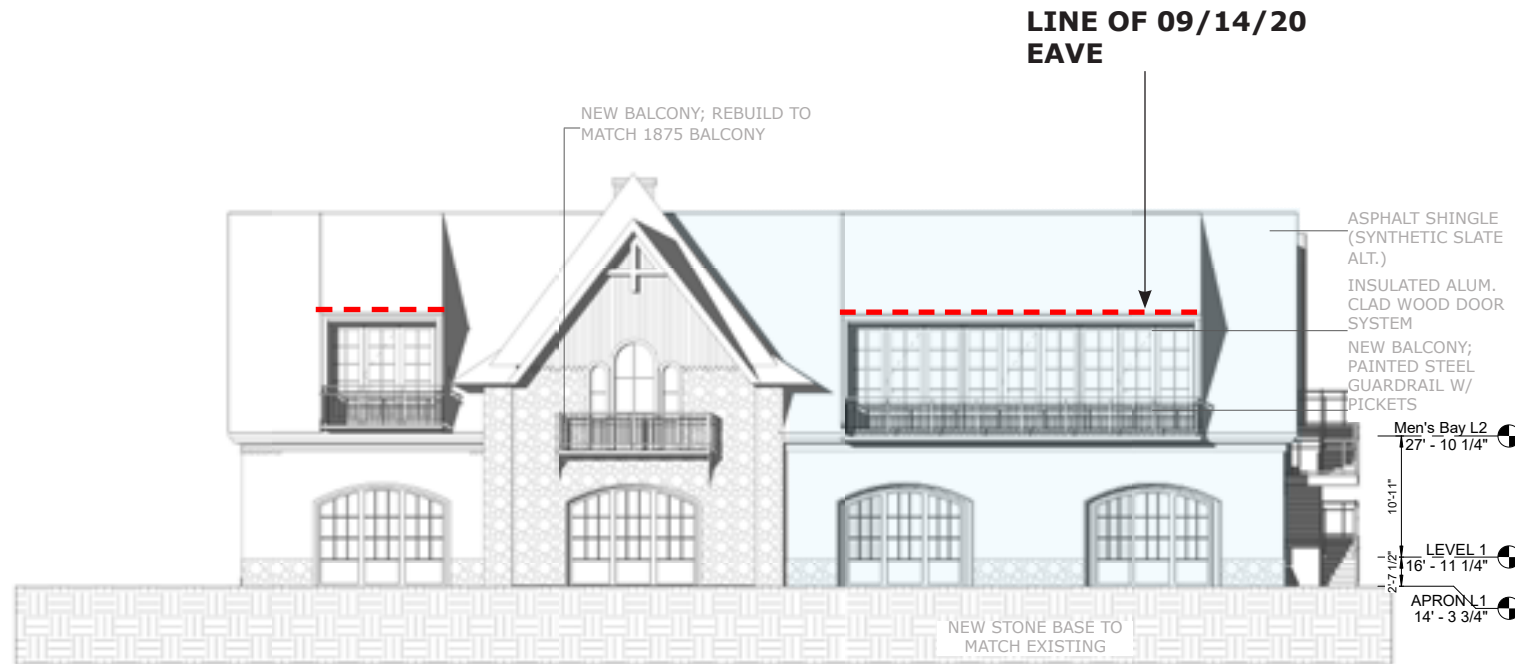 LINE OF 09/14/20
EAVE
NEW BALCONY; REBUILD TO
MATCH 1875 BALCONY
ASPHALT SHINGLE
(SYNTHETIC SLATE
ALT.)
INSULATED ALUM.
CLAD WOOD DOOR
SYSTEM
NEW BALCONY;
PAINTED STEEL
GUARDRAIL W/
PICKETS
Men's Bay L2
27' - 10 1/4"
10'-11"
LEVEL 1
16' - 11 1/4"
2'-7 1/2"
APRON L1
14' - 3 3/4"
NEW STONE BASE TO
MATCH EXISTING